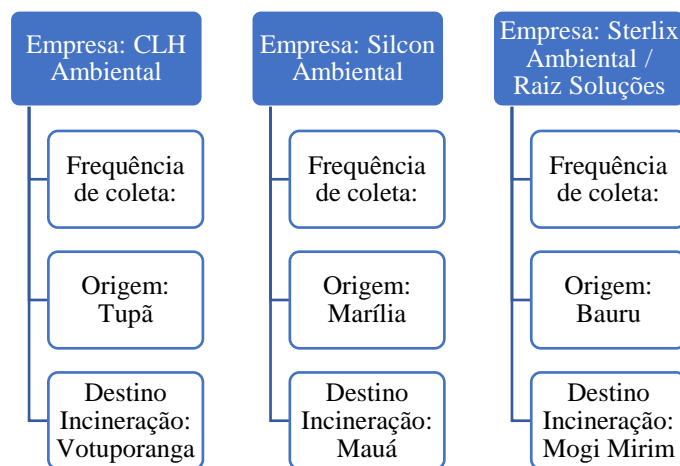 Empresa: CLH
Ambiental
Frequência
de coleta:
Origem:
Tupã
Destino
Incineração:
Votuporanga
Empresa: Silcon
Ambiental
Frequência
de coleta:
Origem:
Marília
Destino
Incineração:
Mauá
Empresa: Sterlix
Ambiental /
Raiz Soluções
Frequência
de coleta:
Origem:
Bauru
Destino
Incineração:
Mogi Mirim